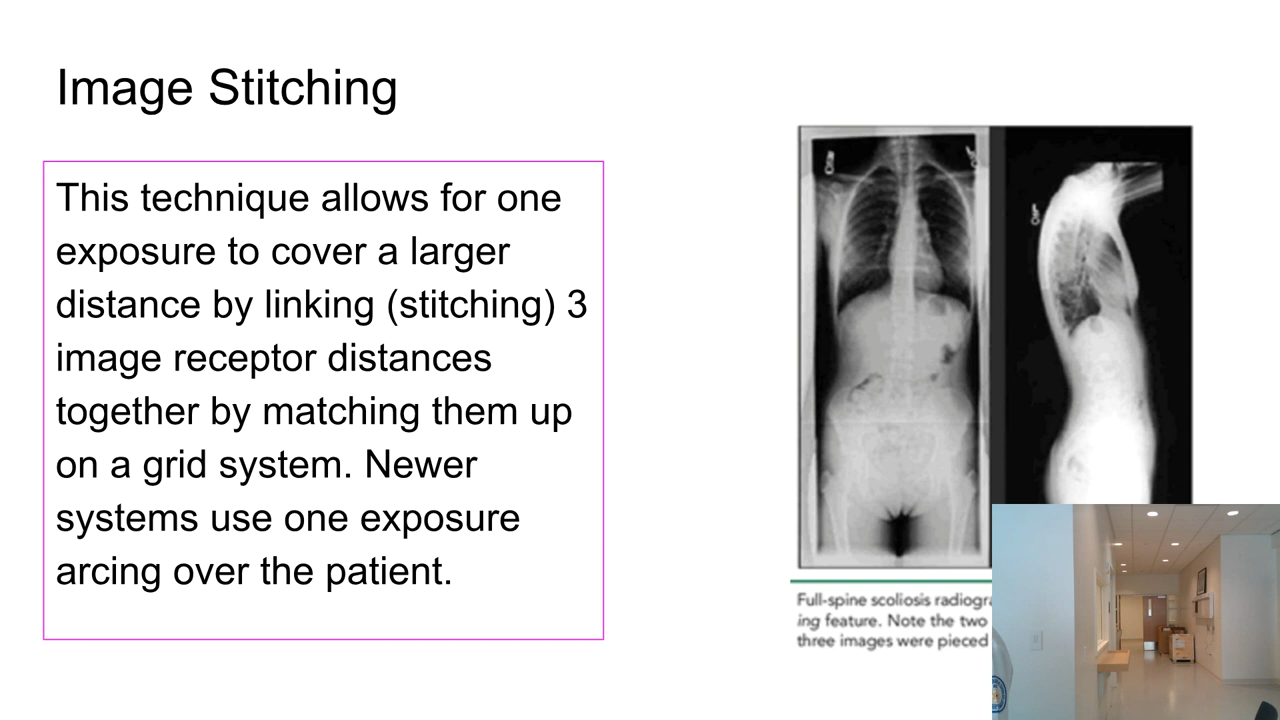 Image Stitching
This technique allows for one
exposure to cover a larger
distance by linking (stitching) 3
image receptor distances
together by matching them up
on a grid system. Newer
systems use one exposure
arcing over the patient.
Full-spine scoliosis
ing feature. Note the two
three images were pieced